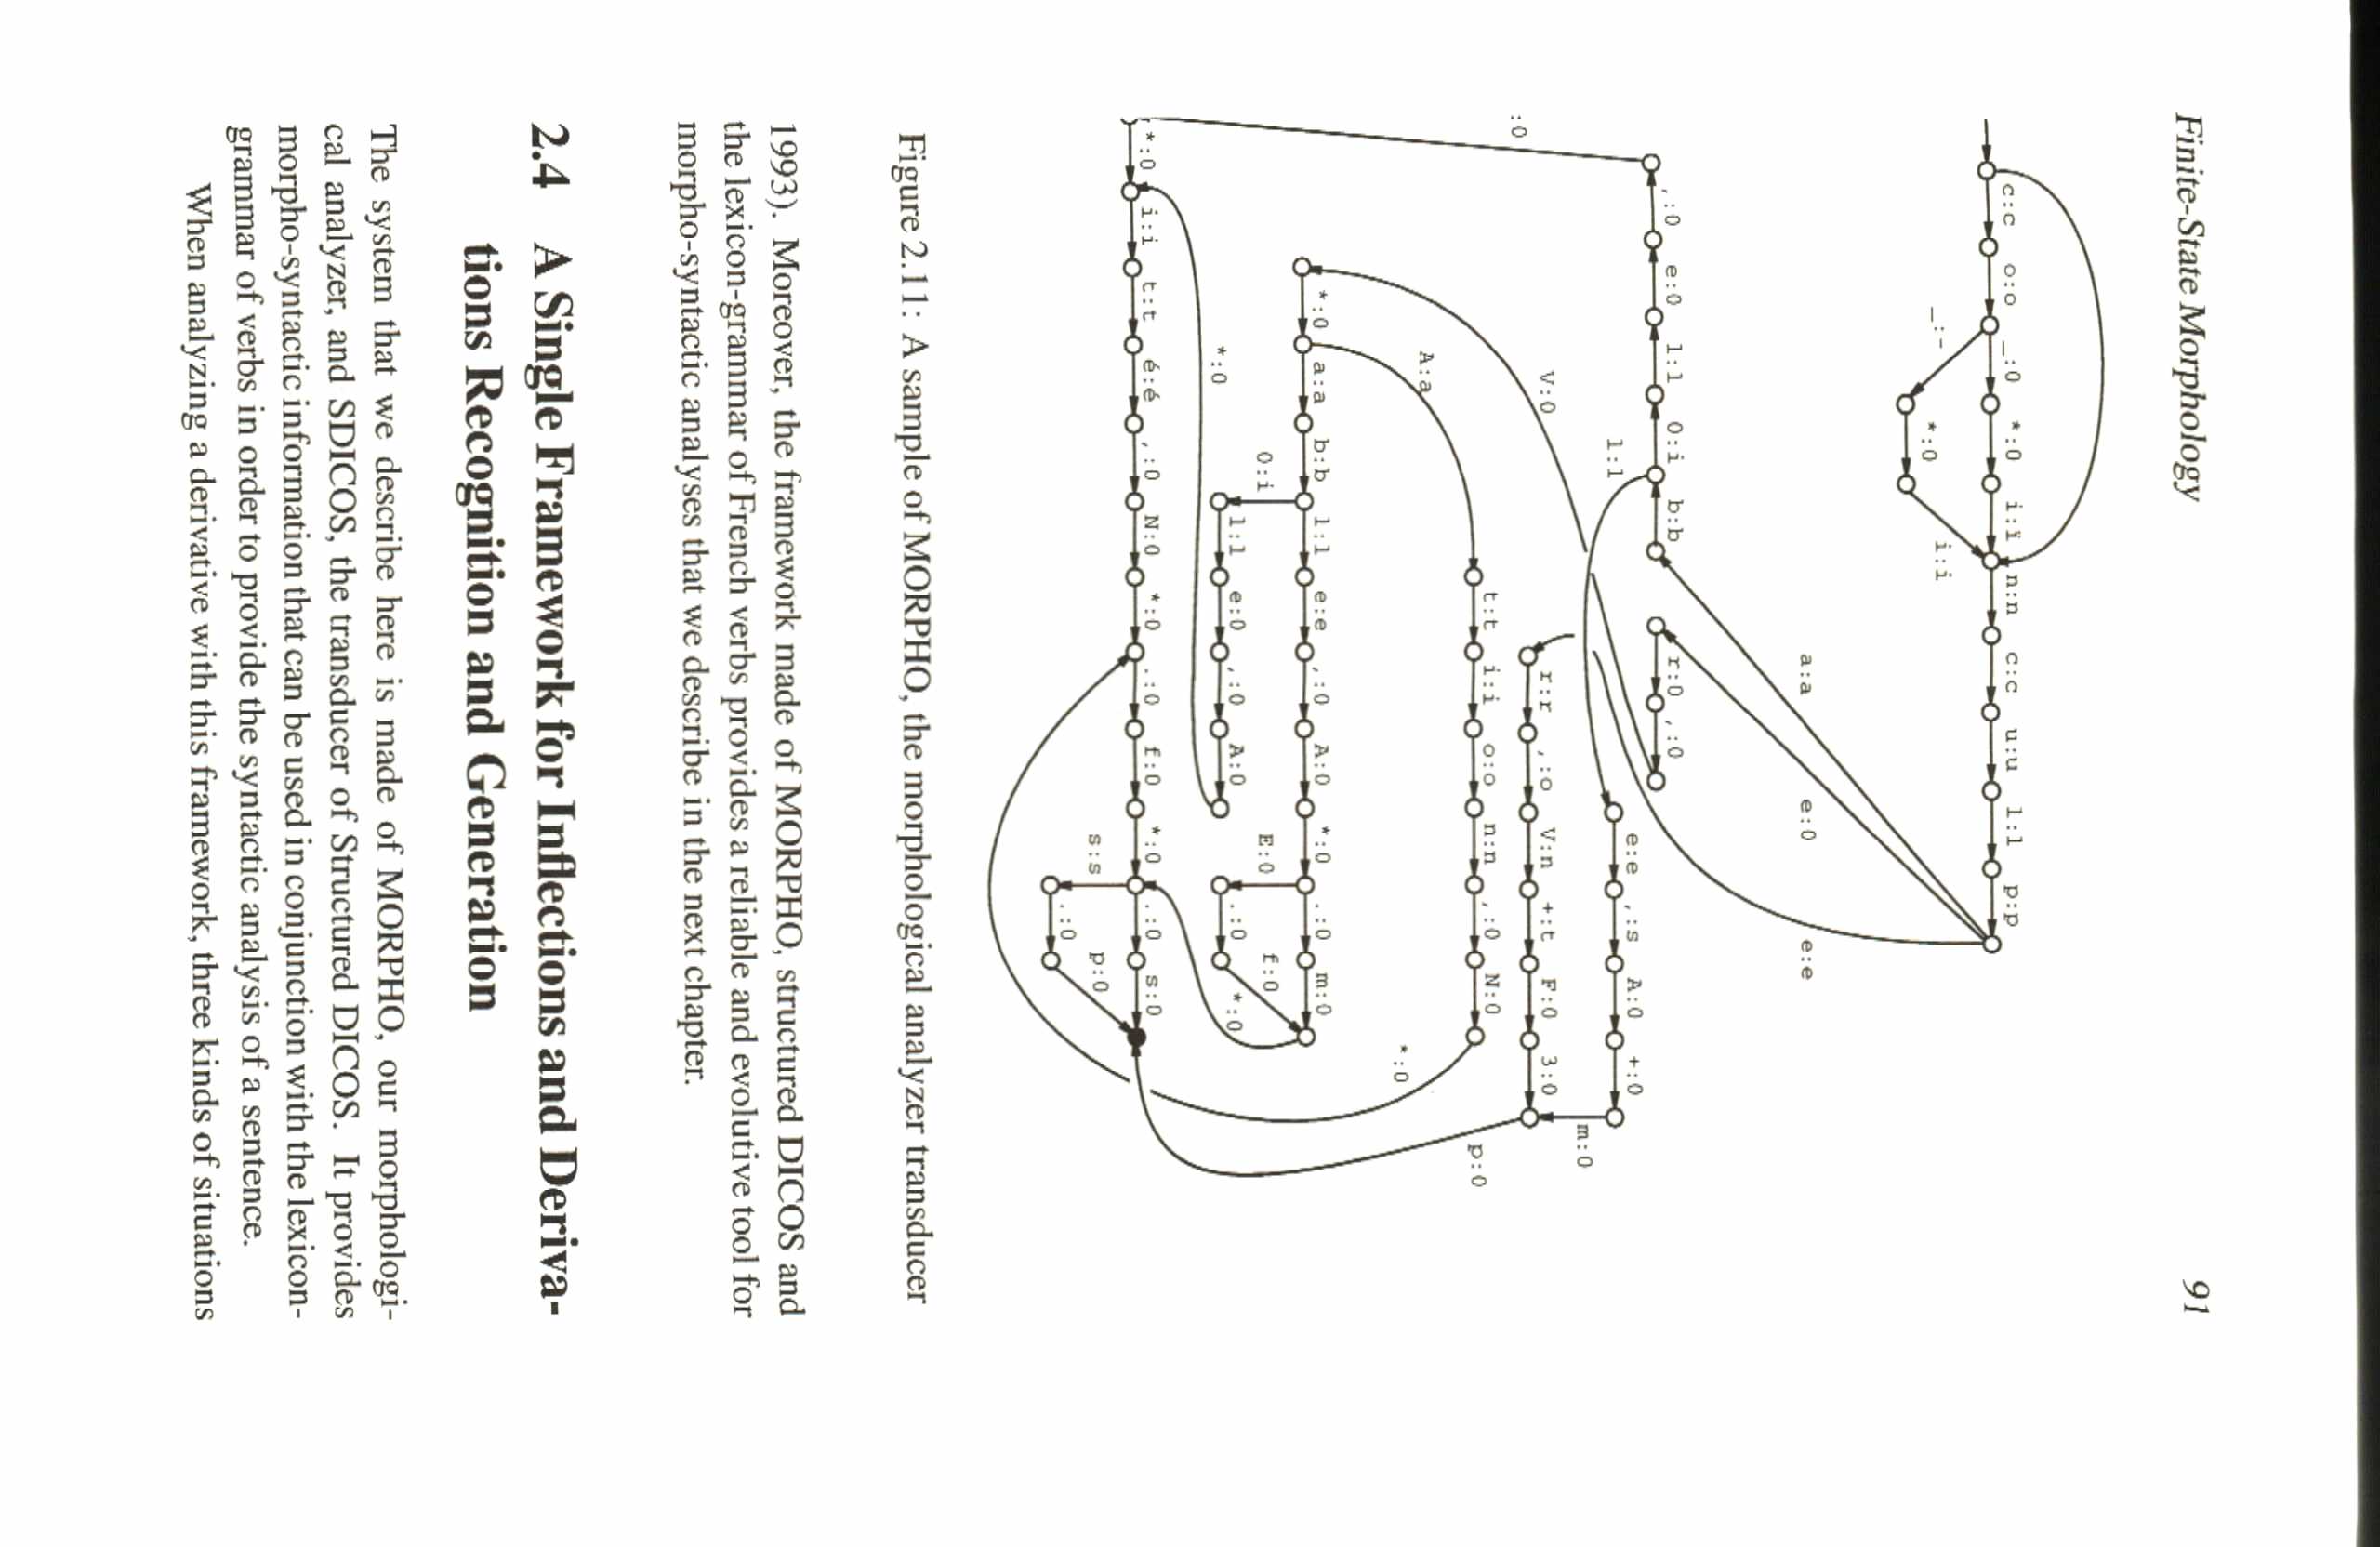 Finite-State Morphology 91
c:c o:o _:0 *:0 i:i n:n c:c u:u l:l p:p
_:- *:0 i:i
a:a e:0 e:e
,:0 e:0 l:l 0:i b:b r:0 ,:0
l:l e:e ,:s A:0 +:0
:0 V:0 r:r ,:o V:n +:t F:0 3:0 m:0
A:a t:t i:i o:o n:n ,:0 N:0 p:0
*:0
*:0 a:a b:b l:l e:e ,:0 A:0 *:0 .:0 m:0
0:i E:0 f:0
*:0 l:l e:0 ,:0 A:0 .:0 *:0
*:0 i:i t:t é:é ,:0 N:0 *:0 .:0 f:0 *:0 .:0 s:0
s:s p:0
.:0
Figure 2.11: A sample of MORPHO, the morphological analyzer transducer
1993). Moreover, the framework made of MORPHO, structured DICOS and
the lexicon-grammar of French verbs provides a reliable and evolutive tool for
morpho-syntactic analyses that we describe in the next chapter.
2.4 A Single Framework for Inflections and Deriva-
tions Recognition and Generation
The system that we describe here is made of MORPHO, our morphologi-
cal analyzer, and SDICOS, the transducer of Structured DICOS. It provides
morpho-syntactic information that can be used in conjunction with the lexicon-
grammar of verbs in order to provide the syntactic analysis of a sentence.
When analyzing a derivative with this framework, three kinds of situations